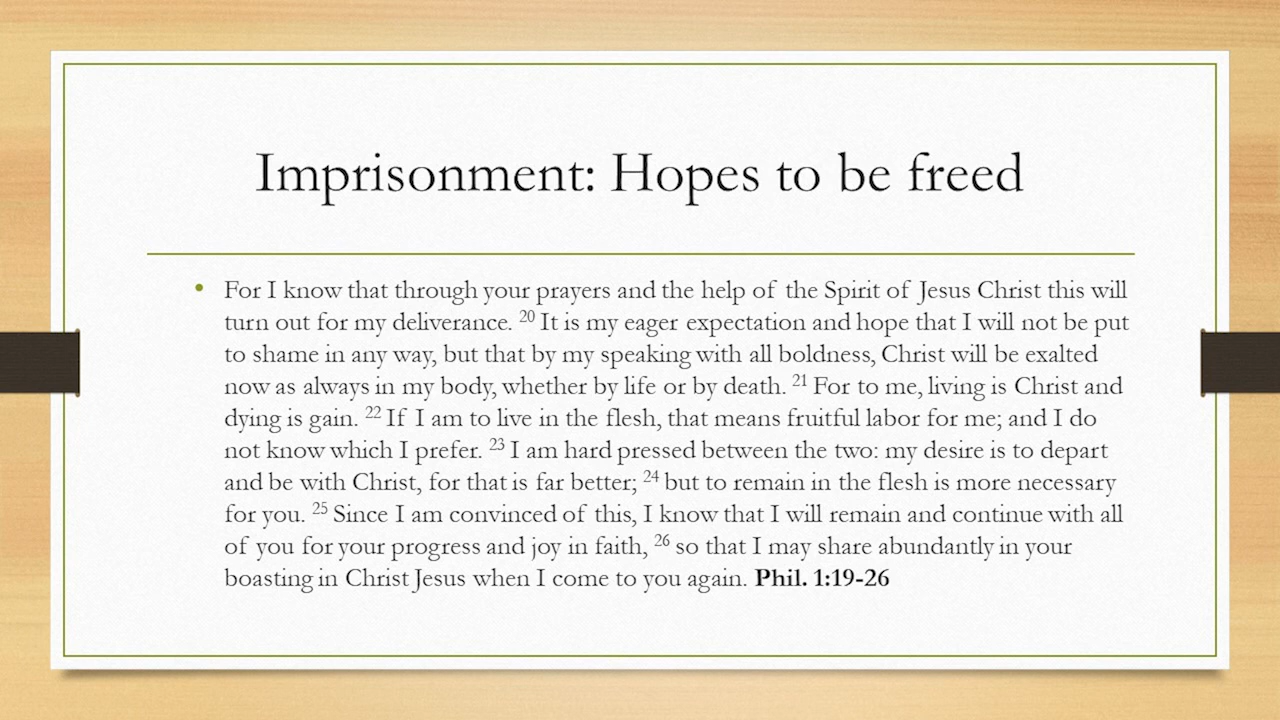 Imprisonment: Hopes to be freed
• For I know that through your prayers and the help of the Spirit of Jesus Christ this will
turn out for my deliverance. 20 It is my eager expectation and hope that I will not be put
to shame in any way, but that by my speaking with all boldness, Christ will be exalted
now as always in my body, whether by life or by death. 21 For to me, living is Christ and
dying is gain. 22 If I am to live in the flesh, that means fruitful labor for me; and I do
not know which I prefer. 23 I am hard pressed between the two: my desire is to depart
and be with Christ, for that is far better; 24 but to remain in the flesh is more necessary
for you. 25 Since I am convinced of this, I know that I will remain and continue with all
of you for your progress and joy in faith, 26 so that I may share abundantly in your
boasting in Christ Jesus when I come to you again. Phil. 1:19-26